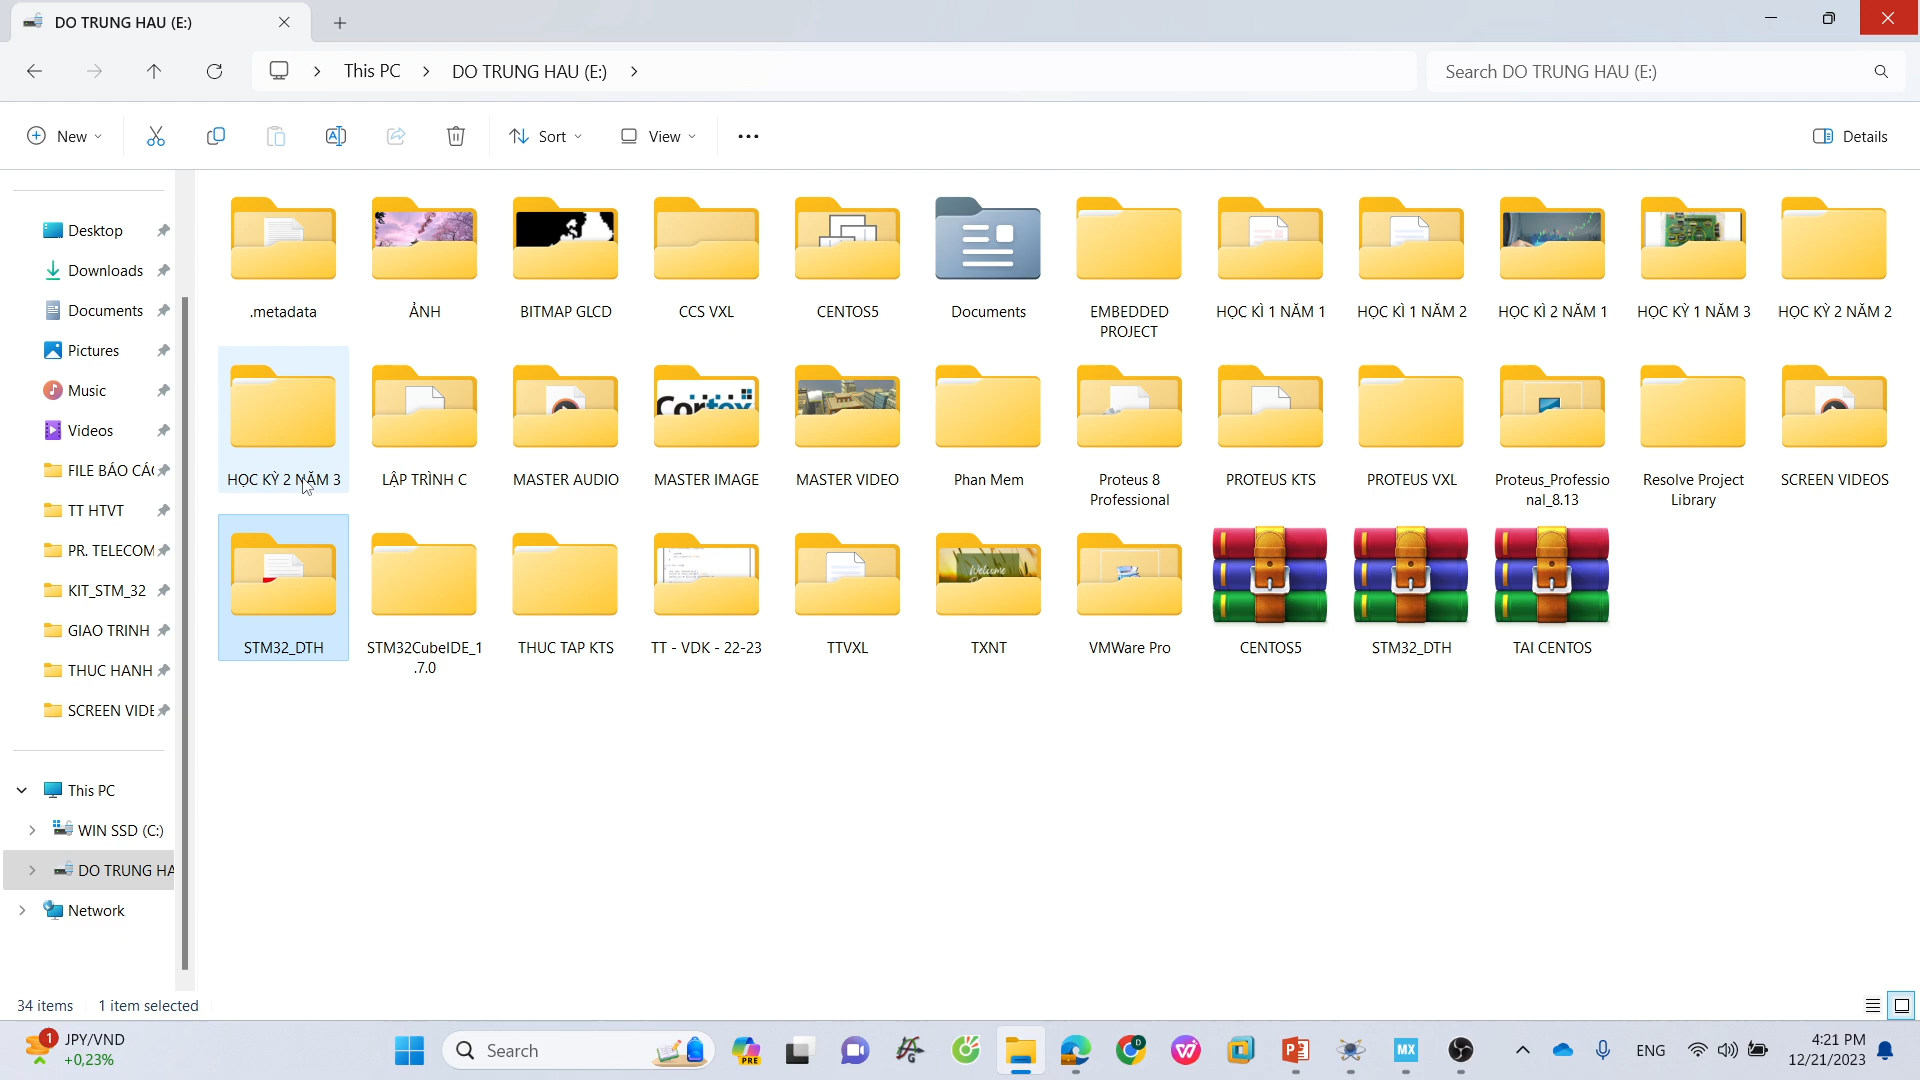 DO TRUNG HAU (E:)
This PC
DO TRUNG HAU (E:)
Search DO TRUNG HAU (E:)
New
Sort
View
Details
Desktop
Downloads
Documents
Pictures
Music
Videos
FILE BÁO CÁ
TT HTVT
PR. TELECOM
KIT_STM_32
GIAO TRINH
THUC HANH
SCREEN VIDE
This PC
WIN SSD (C:)
DO TRUNG HA
Network
.metadata
ẢNH
BITMAP GLCD
CCS VXL
CENTOS5
Documents
EMBEDDED
PROJECT
HỌC KÌ 1 NĂM 1
HỌC KÌ 1 NĂM 2
HỌC KÌ 2 NĂM 1
HỌC KỲ 1 NĂM 3
HỌC KỲ 2 NĂM 2
HỌC KỲ 2 NĂM 3
LẬP TRÌNH C
MASTER AUDIO
MASTER IMAGE
MASTER VIDEO
Phan Mem
Proteus 8
Professional
PROTEUS KTS
PROTEUS VXL
Proteus_Professio
nal_8.13
Resolve Project
Library
SCREEN VIDEOS
STM32_DTH
STM32CubeIDE_1
.7.0
THUC TAP KTS
TT - VDK - 22-23
TTVXL
TXNT
VMWare Pro
CENTOS5
STM32_DTH
TAI CENTOS
34 items
1 item selected
1
JPY/VND
+0,23%
Search
PRE
D
MX
ENG
4:21 PM
12/21/2023